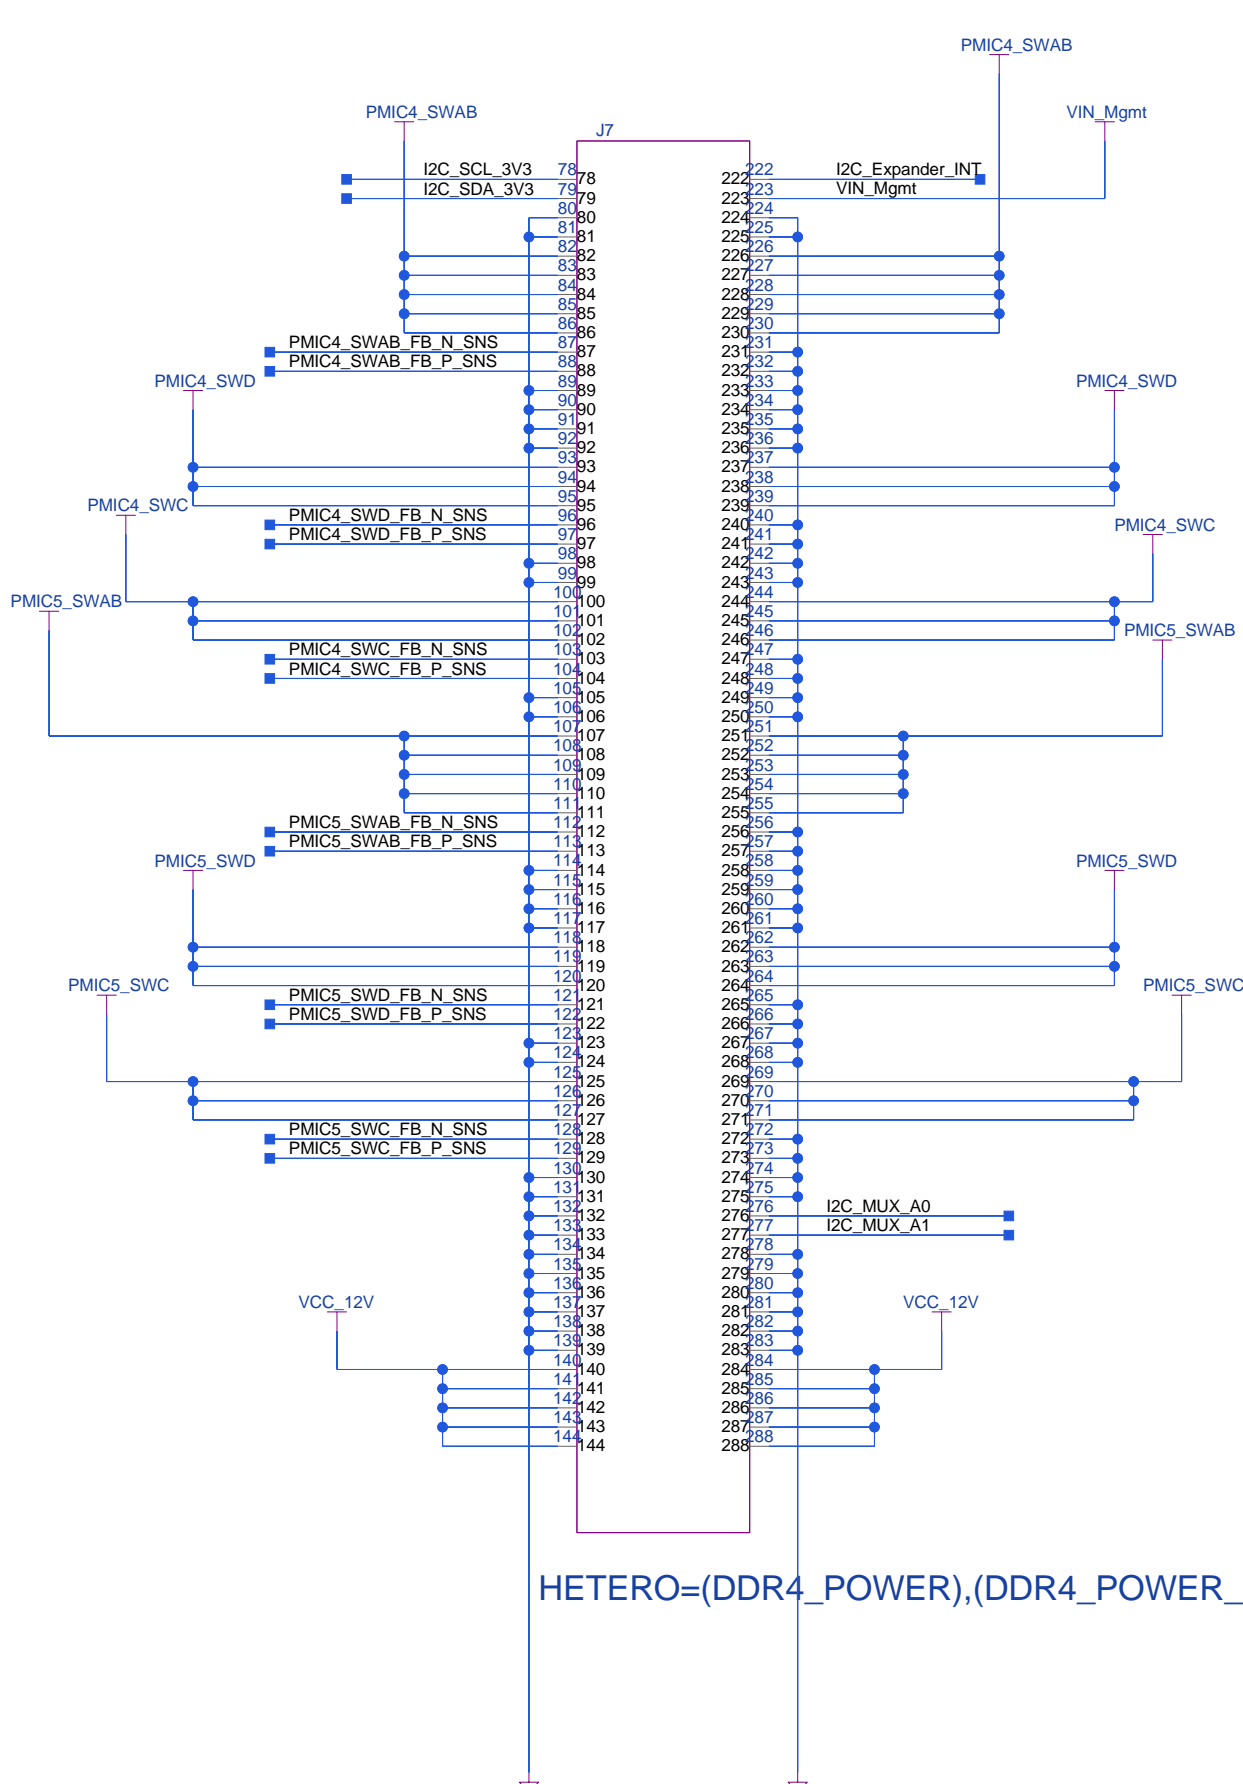 PMIC4_SWAB
PMIC4_SWAB VIN_Mgmt
J7
I2C_SCL_3V3 78 78 222 222 I2C_Expander_INT
I2C_SDA_3V3 79 79 223 223 VIN_Mgmt
80 80 224 224
81 81 225 225
82 82 226 226
83 83 227 227
84 84 228 228
85 85 229 229
86 86 230 230
PMIC4_SWAB_FB_N_SNS 87 87 231 231
PMIC4_SWAB_FB_P_SNS 88 88 232 232
PMIC4_SWD 89 89 233 233 PMIC4_SWD
90 90 234 234
91 91 235 235
92 92 236 236
93 93 237 237
94 94 238 238
PMIC4_SWC 95 95 239 239
PMIC4_SWD_FB_N_SNS 96 96 240 240 PMIC4_SWC
PMIC4_SWD_FB_P_SNS 97 97 241 241
98 98 242 242
99 99 243 243
PMIC5_SWAB 100 100 244 244
101 101 245 245
102 102 246 246 PMIC5_SWAB
PMIC4_SWC_FB_N_SNS 103 103 247 247
PMIC4_SWC_FB_P_SNS 104 104 248 248
105 105 249 249
106 106 250 250
107 107 251 251
108 108 252 252
109 109 253 253
110 110 254 254
111 111 255 255
PMIC5_SWAB_FB_N_SNS 112 112 256 256
PMIC5_SWAB_FB_P_SNS 113 113 257 257
PMIC5_SWD 114 114 258 258 PMIC5_SWD
115 115 259 259
116 116 260 260
117 117 261 261
118 118 262 262
119 119 263 263
PMIC5_SWC 120 120 264 264 PMIC5_SWC
PMIC5_SWD_FB_N_SNS 121 121 265 265
PMIC5_SWD_FB_P_SNS 122 122 266 266
123 123 267 267
124 124 268 268
125 125 269 269
126 126 270 270
127 127 271 271
PMIC5_SWC_FB_N_SNS 128 128 272 272
PMIC5_SWC_FB_P_SNS 129 129 273 273
130 130 274 274
131 131 275 275
132 132 276 276 I2C_MUX_A0
133 133 277 277 I2C_MUX_A1
134 134 278 278
135 135 279 279
136 136 280 280
VCC_12V 137 137 281 281 VCC_12V
138 138 282 282
139 139 283 283
140 140 284 284
141 141 285 285
142 142 286 286
143 143 287 287
144 144 288 288
HETERO=(DDR4_POWER),(DDR4_POWER_